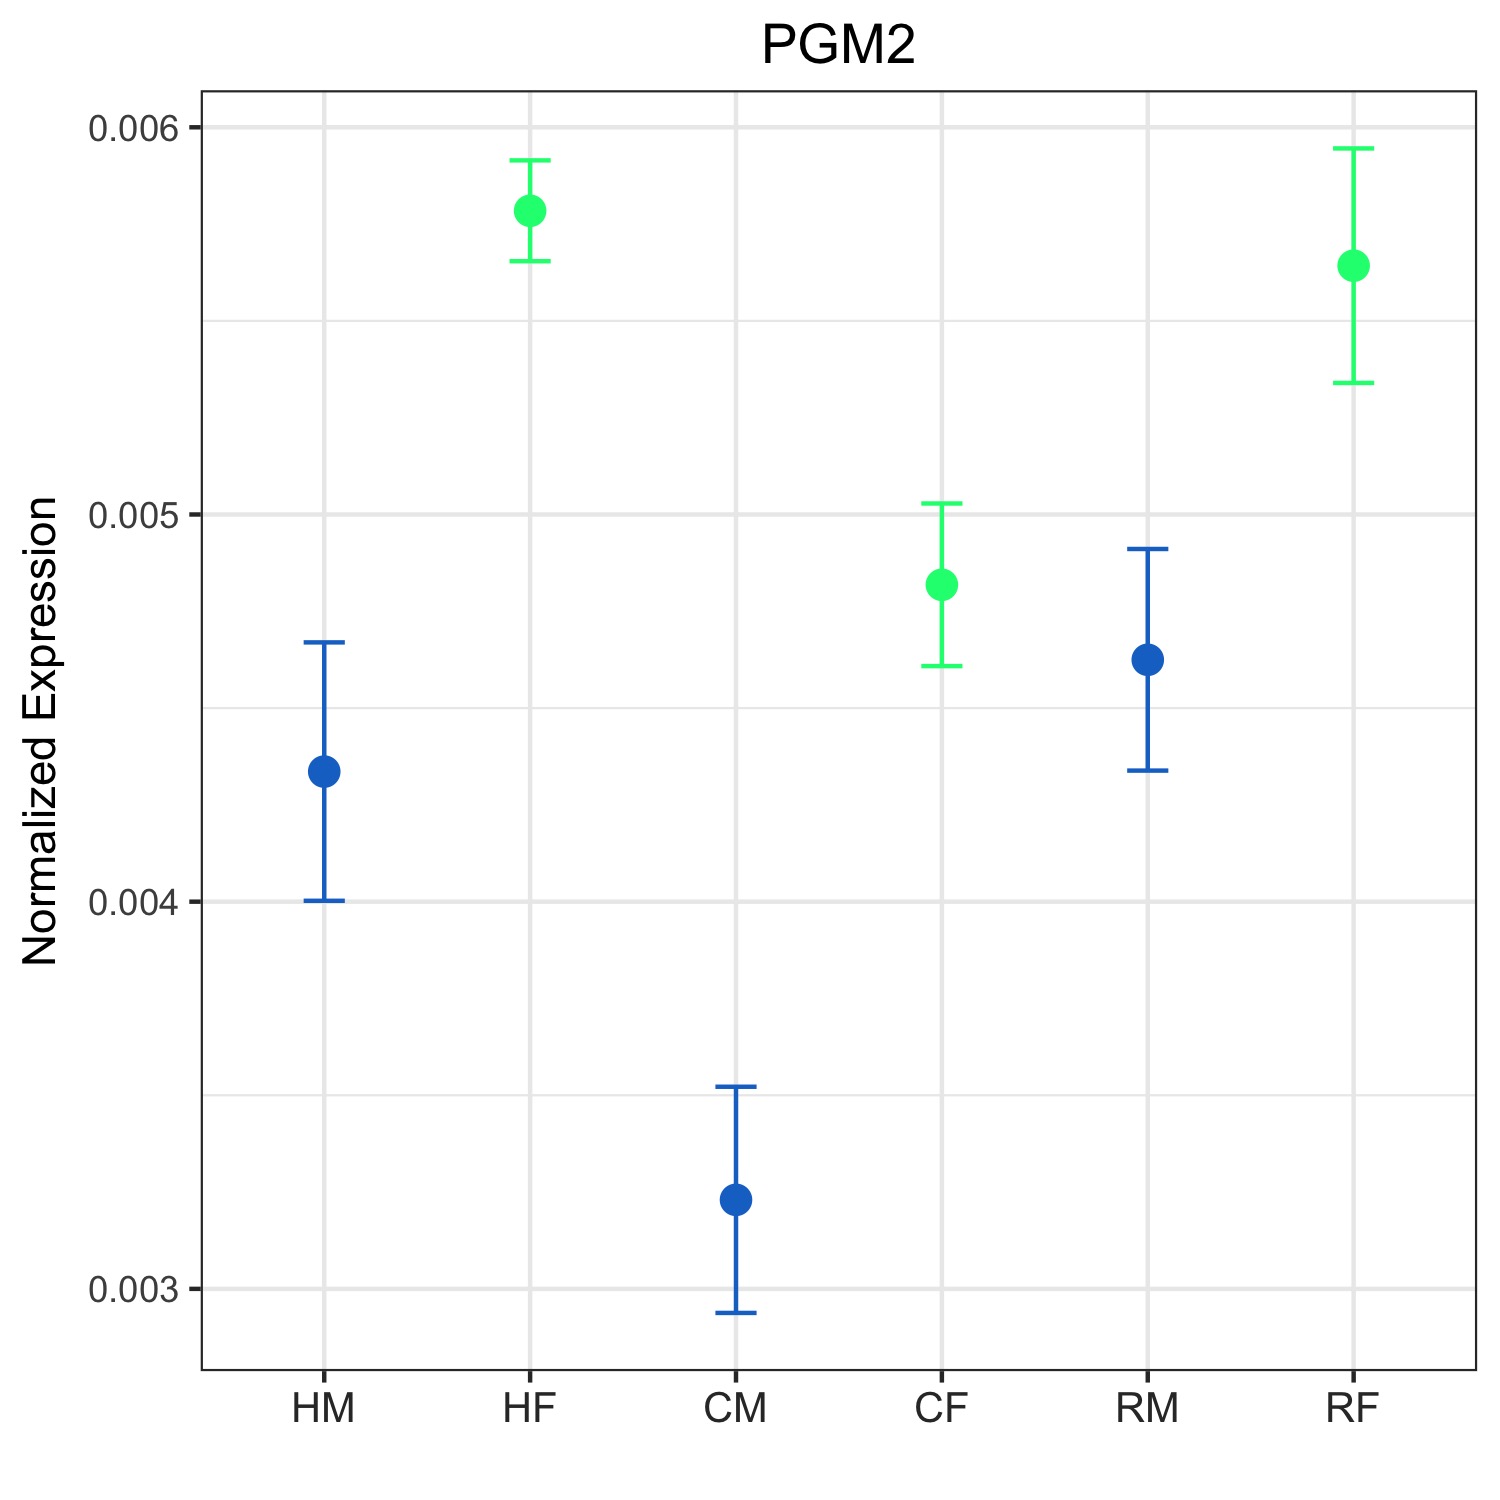 PGM2
Normalized Expression
0.006
0.005
0.004
0.003
HM HF CM CF RM RF